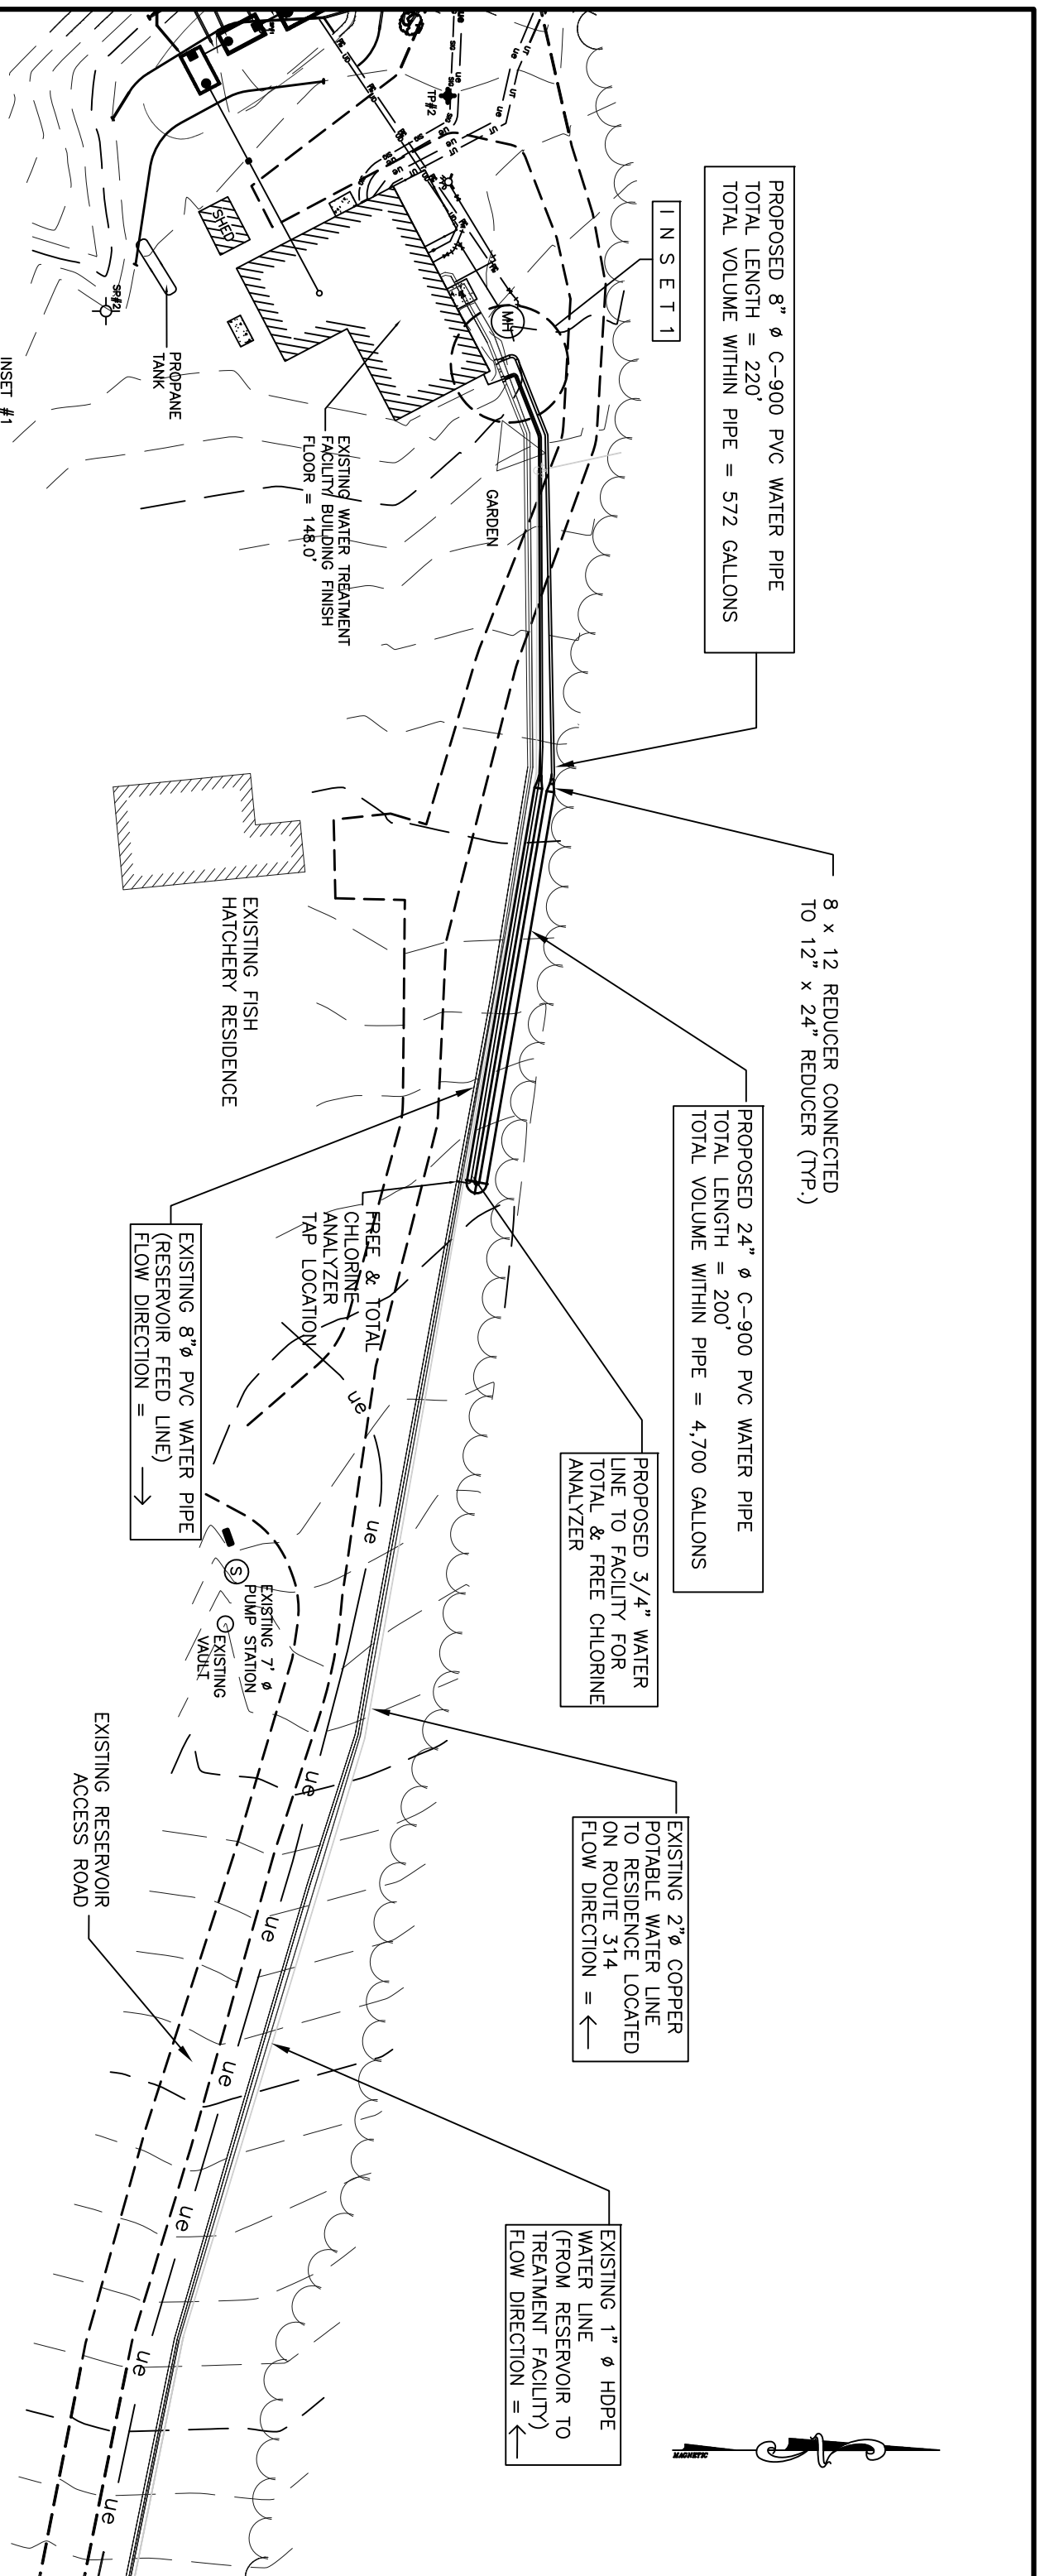 PROPOSED 8" ø C-900 PVC WATER PIPE
TOTAL LENGTH = 220'
TOTAL VOLUME WITHIN PIPE = 572 GALLONS
INSET 1
8 x 12 REDUCER CONNECTED
TO 12" x 24" REDUCER (TYP.)
PROPOSED 24" ø C-900 PVC WATER PIPE
TOTAL LENGTH = 200'
TOTAL VOLUME WITHIN PIPE = 4,700 GALLONS
PROPOSED 3/4" WATER
LINE TO FACILITY FOR
TOTAL & FREE CHLORINE
ANALYZER
EXISTING 2"ø COPPER
POTABLE WATER LINE
TO RESIDENCE LOCATED
ON ROUTE 314
FLOW DIRECTION = ←
EXISTING 1" ø HDPE
WATER LINE
(FROM RESERVOIR TO
TREATMENT FACILITY)
FLOW DIRECTION = ←
MAGNETIC
TP#2
MH
SHED
SR#2
PROPANE
TANK
INSET #1
EXISTING WATER TREATMENT
FACILITY BUILDING FINISH
FLOOR = 148.0'
GARDEN
EXISTING FISH
HATCHERY RESIDENCE
FREE & TOTAL
CHLORINE
ANALYZER
TAP LOCATION
EXISTING 8"ø PVC WATER PIPE
(RESERVOIR FEED LINE)
FLOW DIRECTION = →
S
EXISTING 7' ø
PUMP STATION
EXISTING
VAULT
EXISTING RESERVOIR
ACCESS ROAD
ue
ue
ue
ue
ue
ue
ue
ue